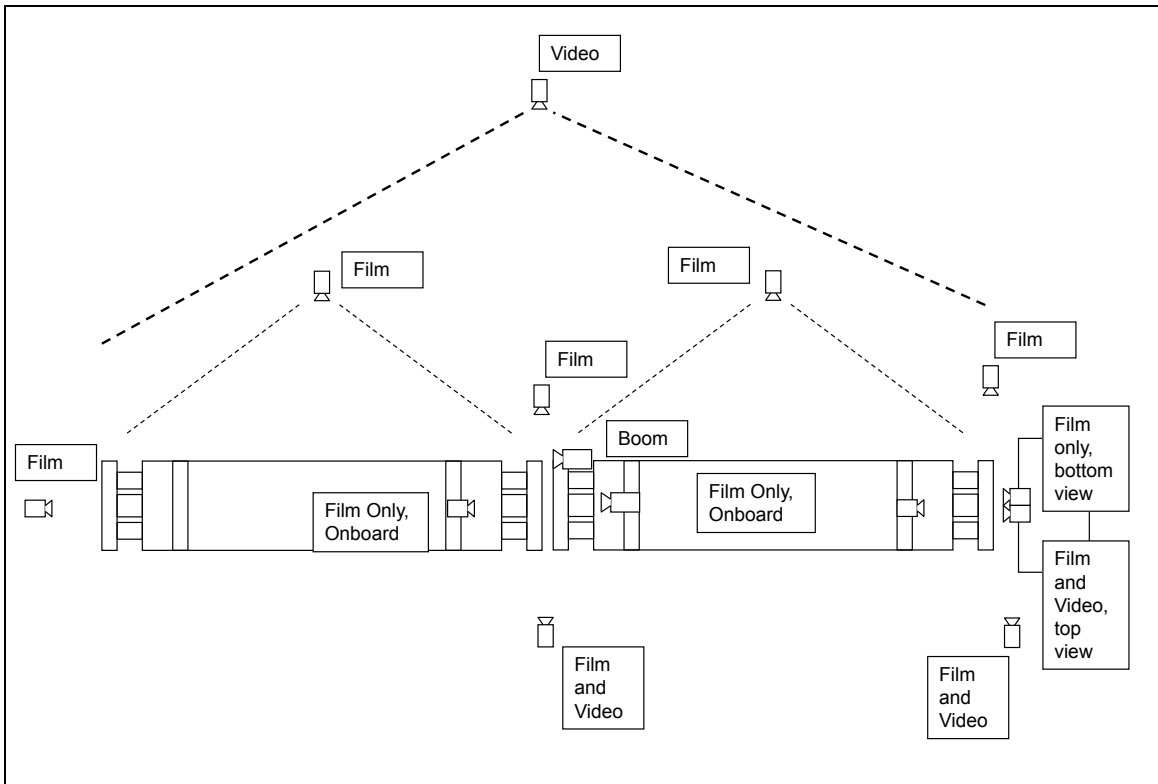 Video
Film
Film
Film
Film
Film
Boom
Film
only,
bottom
view
Film Only,
Onboard
Film Only,
Onboard
Film
and
Video,
top
view
Film
and
Video
Film
and
Video